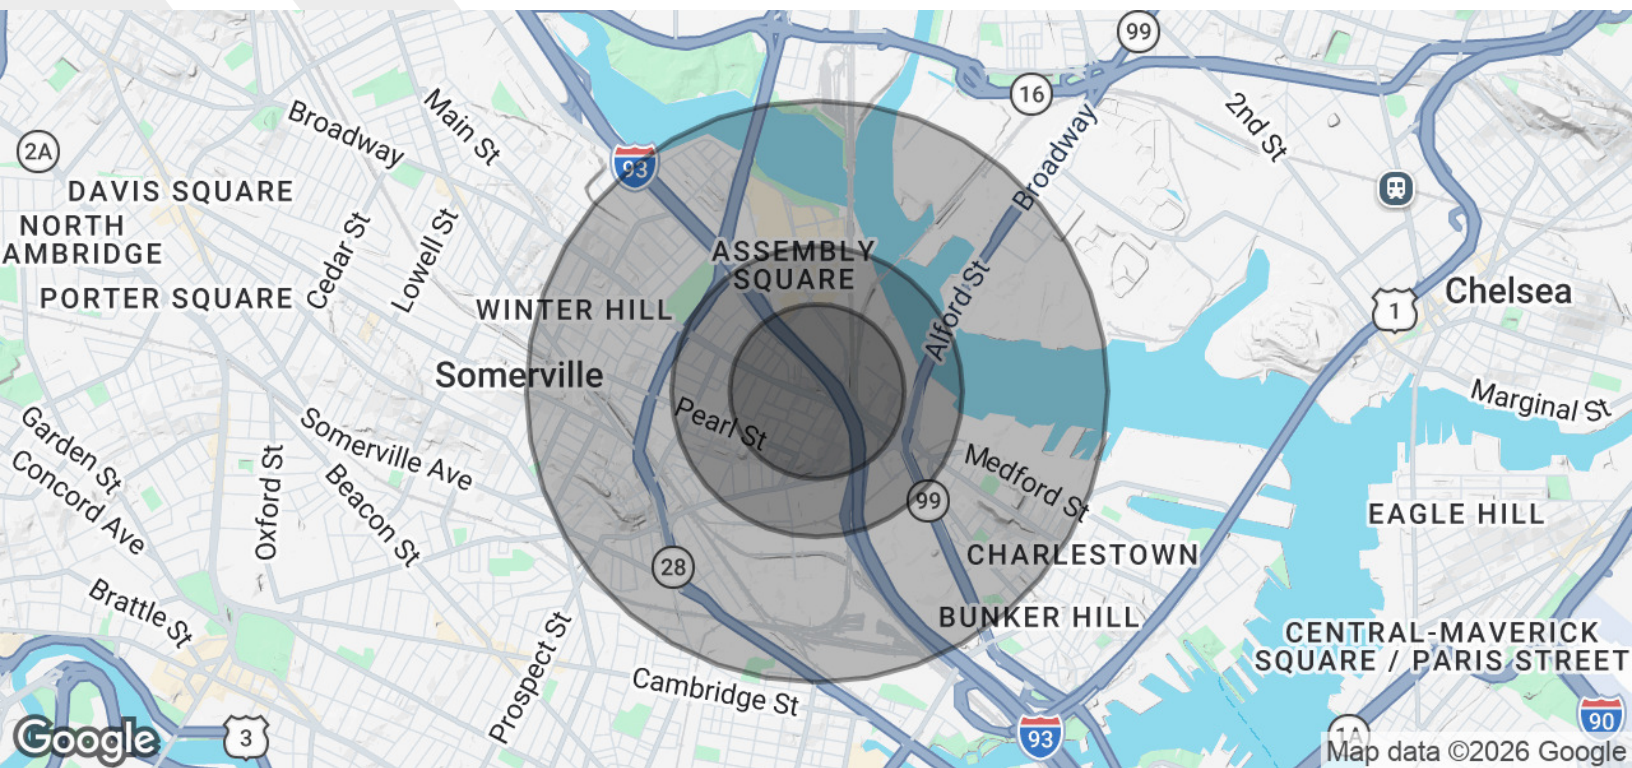 99
16
Main St
Broadway
2nd St
Broadway
2A
93
DAVIS SQUARE
NORTH
AMBRIDGE
Cedar St
Lowell St
ASSEMBLY
SQUARE
PORTER SQUARE
WINTER HILL
Alford St
1
Chelsea
Somerville
Marginal St
Pearl St
Garden St
Somerville Ave
Medford St
Concord Ave
Oxford St
Beacon St
99
EAGLE HILL
28
CHARLESTOWN
Brattle St
BUNKER HILL
CENTRAL-MAVERICK
SQUARE / PARIS STREET
Prospect St
Cambridge St
Google
3
93
1A
90
Map data ©2026 Google